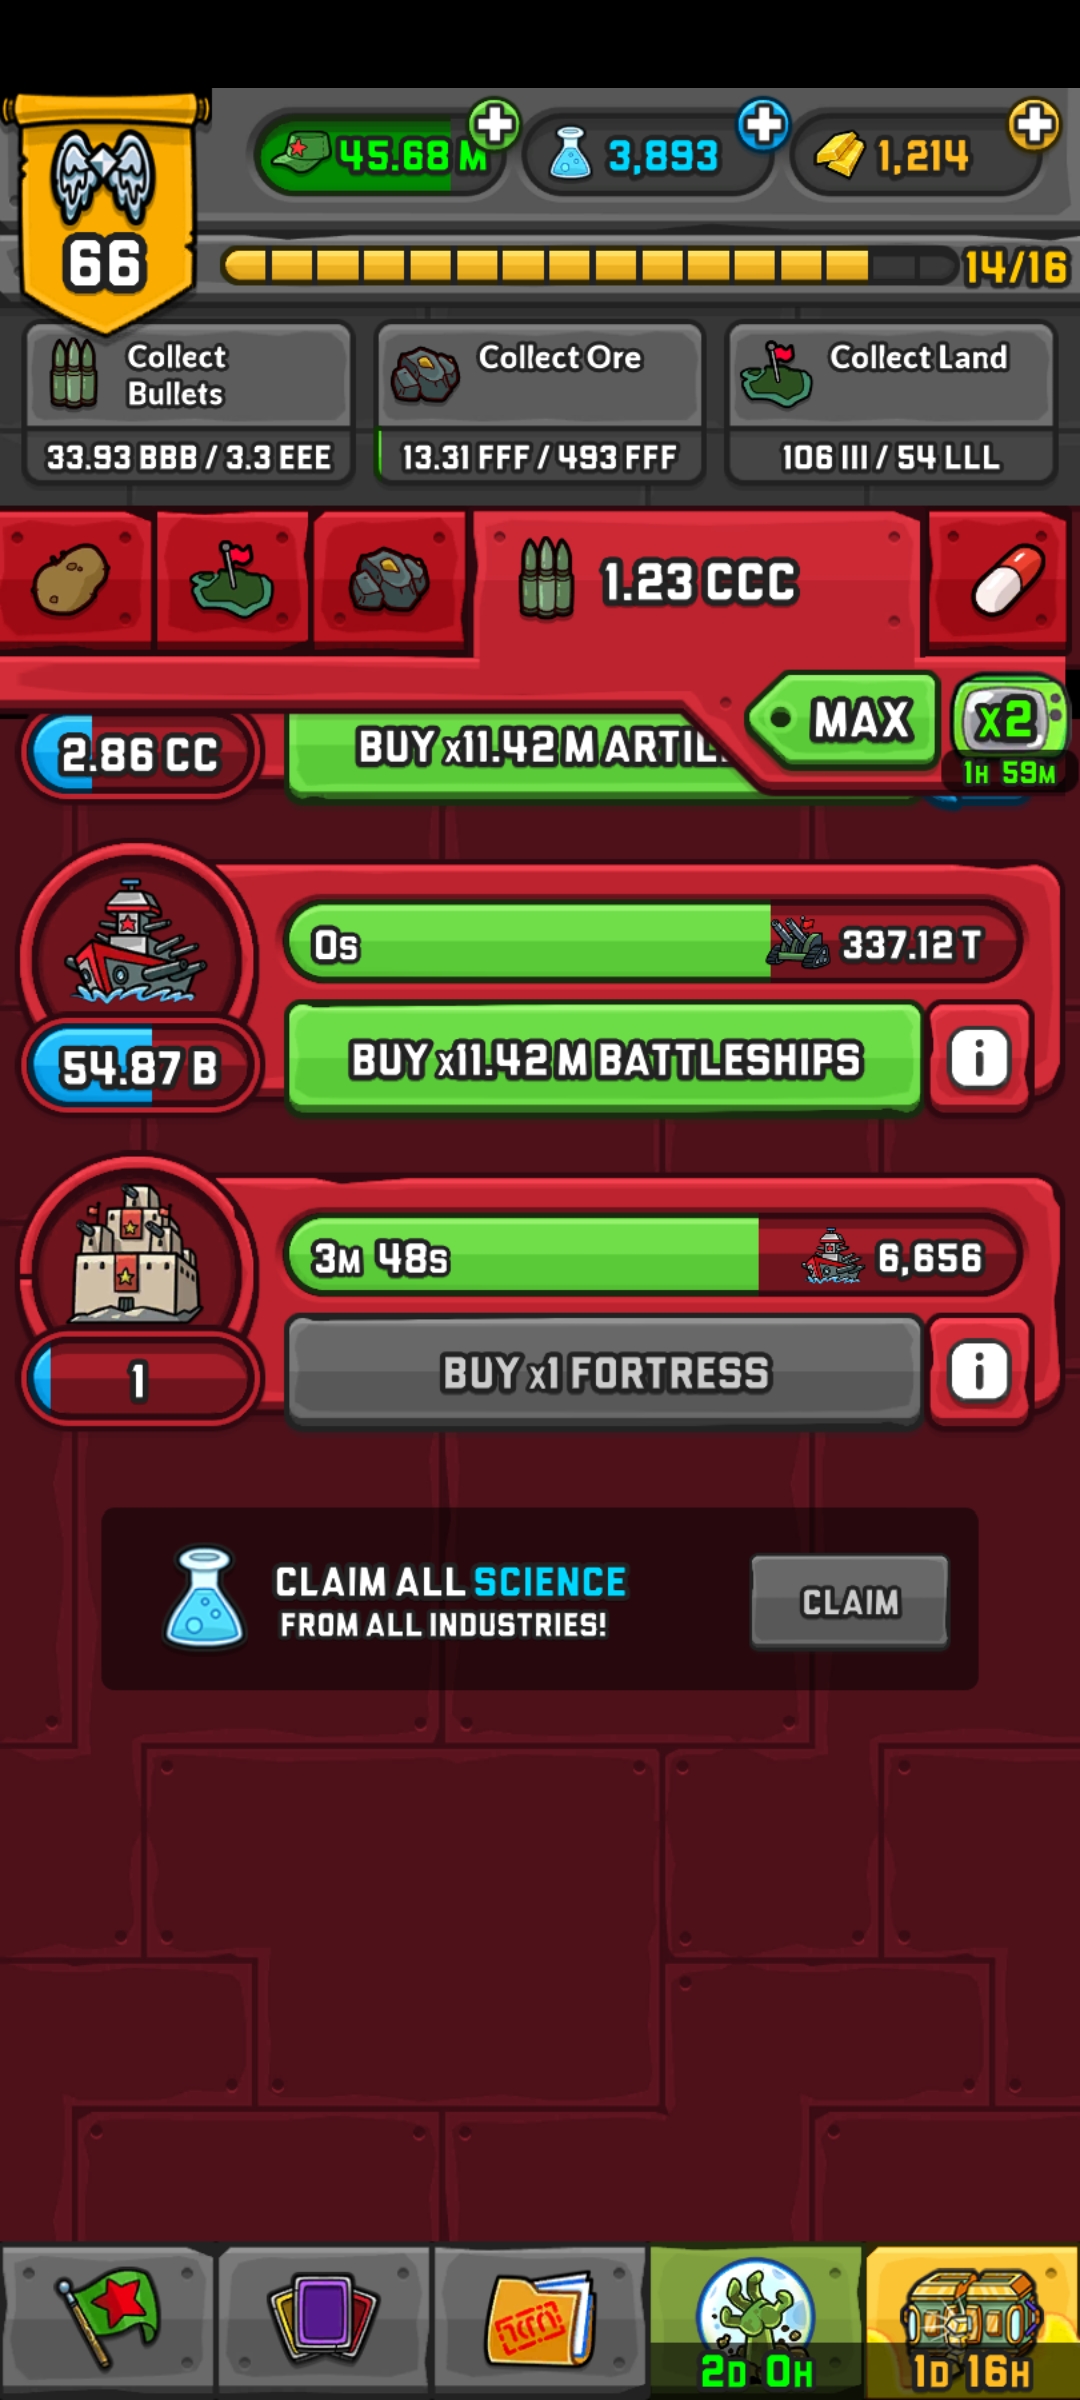 45.68 M
3,893
1,214
66
14/16
Collect
Bullets
Collect Ore
Collect Land
33.93 BBB / 3.3 EEE
13.31 FFF / 493 FFF
106 III / 54 LLL
1.23 CCC
MAX
x2
1H 59M
2.86 CC
BUY x11.42 M ARTIL
0s
337.12 T
54.87 B
BUY x11.42 M BATTLESHIPS
i
3M 48s
6,656
1
BUY x1 FORTRESS
i
CLAIM ALL SCIENCE
FROM ALL INDUSTRIES!
CLAIM
2D 0H
1D 16H